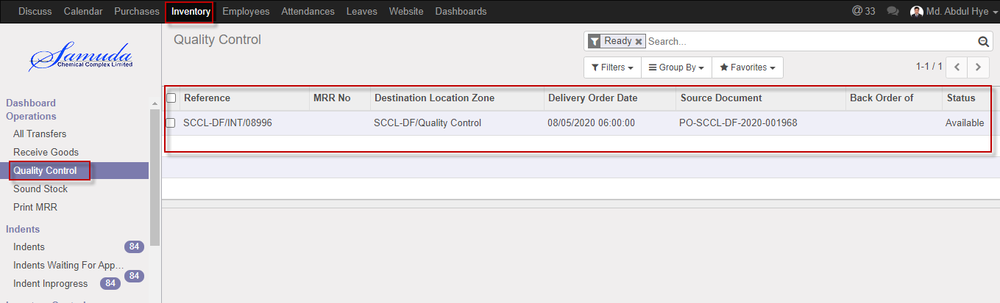 Discuss Calendar Purchases Inventory Employees Attendances Leaves Website Dashboards @ 33 Md. Abdul Hye
Samuda
Chemical Complex Limited
Quality Control
Ready Search...
Filters Group By Favorites 1-1 / 1
Dashboard
Operations
All Transfers
Receive Goods
Quality Control
Sound Stock
Print MRR
Indents
Indents 84
Indents Waiting For App...
84
Indent Inprogress 84
Reference MRR No Destination Location Zone Delivery Order Date Source Document Back Order of Status
SCCL-DF/INT/08996 SCCL-DF/Quality Control 08/05/2020 06:00:00 PO-SCCL-DF-2020-001968 Available